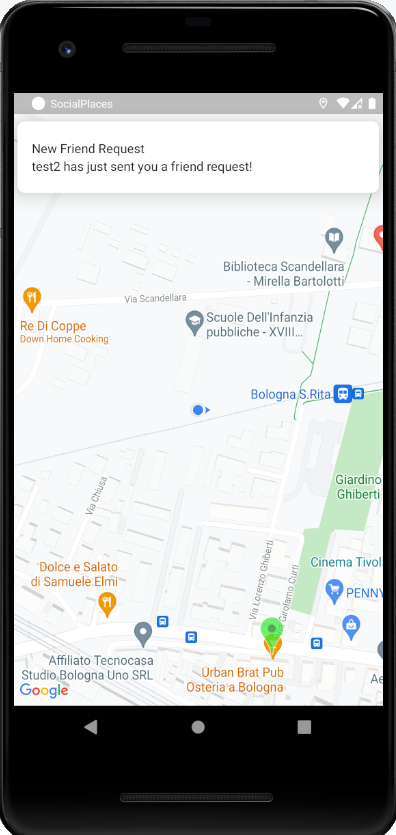 SocialPlaces
New Friend Request
test2 has just sent you a friend request!
Biblioteca Scandellara
- Mirella Bartolotti
Via Scandellara
Re Di Coppe
Down Home Cooking
Scuole Dell'Infanzia
pubbliche - XVIII...
Bologna S.Rita
Giardino
Ghiberti
Via Chiusa
Cinema Tivol
Dolce e Salato
di Samuele Elmi
Via Lorenzo Ghiberti
Girolamo Curti
PENNY
Affiliato Tecnocasa
Studio Bologna Uno SRL
Urban Brat Pub
Osteria a Bologna
Ae
Google